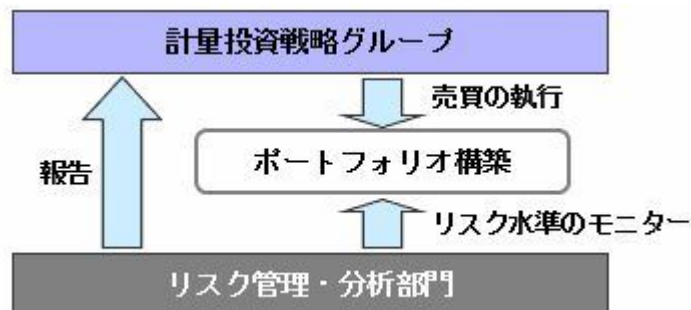 計量投資戦略グループ
売買の執行
ポートフォリオ構築
報告
リスク水準のモニター
リスク管理・分析部門